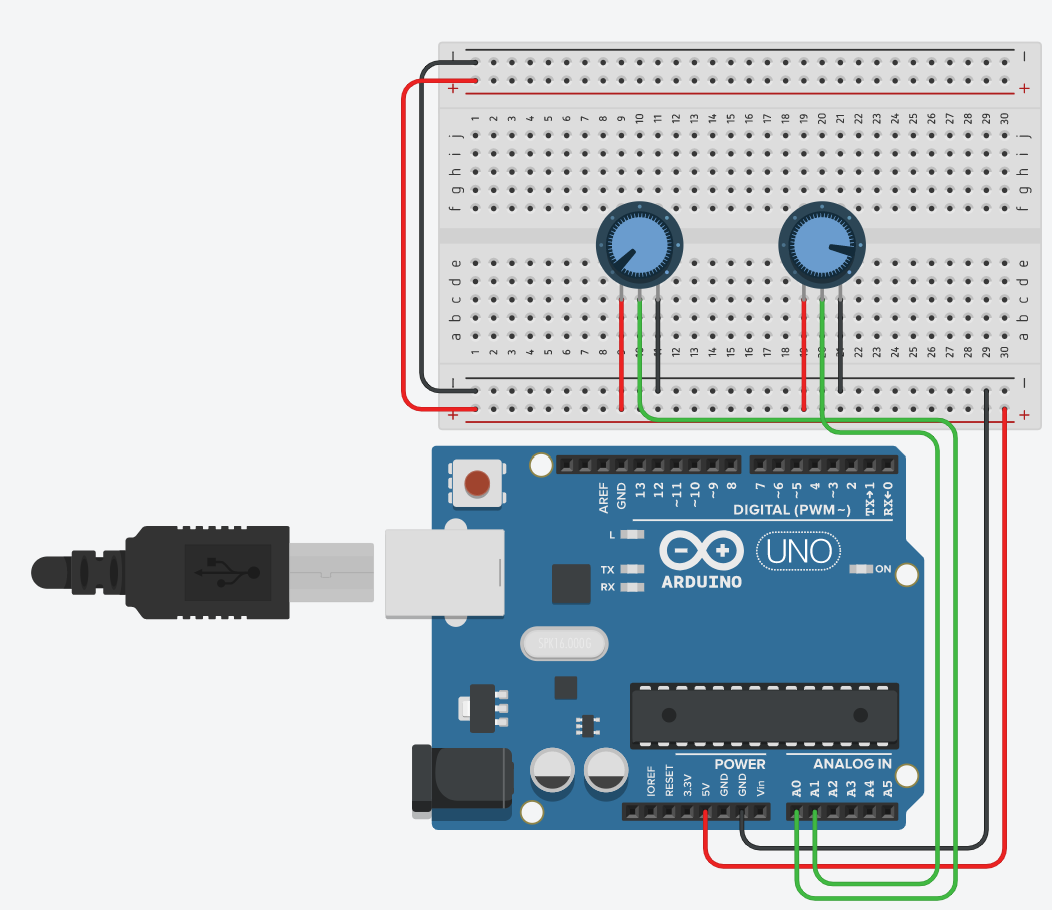 − −
+ +
1 2 3 4 5 6 7 8 9 10 11 12 13 14 15 16 17 18 19 20 21 22 23 24 25 26 27 28 29 30
j j
i i
h h
g g
f f
e e
d d
c c
b b
a a
1 2 3 4 5 6 7 8 9 10 11 12 13 14 15 16 17 18 19 20 21 22 23 24 25 26 27 28 29 30
− −
+ +
AREF GND 13 12 ~11 ~10 ~9 8 7 ~6 ~5 4 ~3 2 TX→1 RX←0
DIGITAL (PWM~)
L
UNO
TX
RX
ON
ARDUINO
SPK16.000G
POWER ANALOG IN
IOREF RESET 3.3V 5V GND GND Vin A0 A1 A2 A3 A4 A5